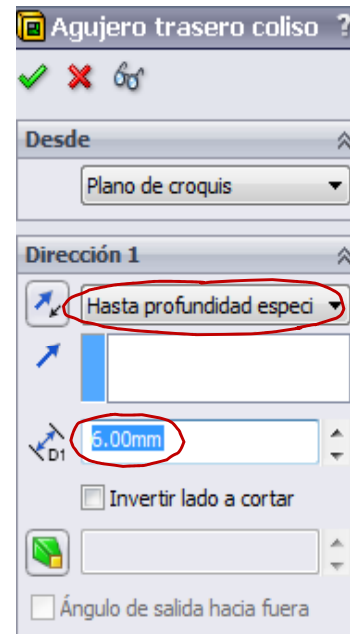 Agujero trasero coliso ?
Desde
Plano de croquis
Dirección 1
Hasta profundidad especi
D1
6.00mm
Invertir lado a cortar
Ángulo de salida hacia fuera